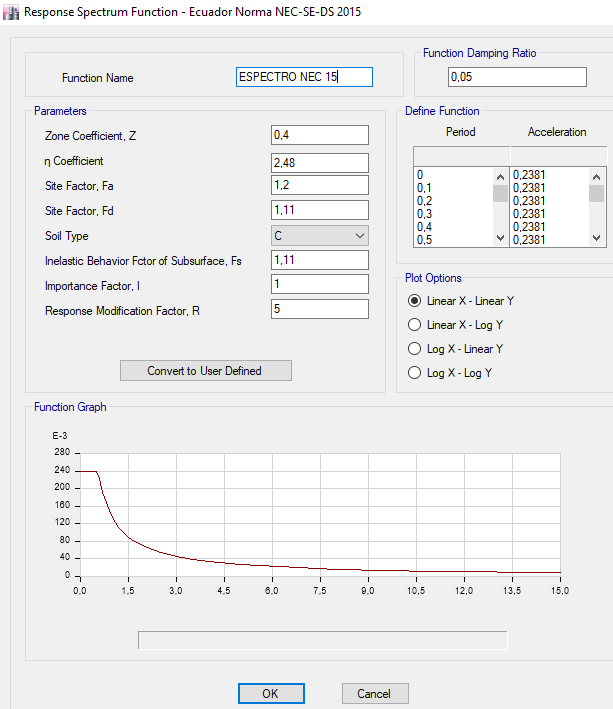 Response Spectrum Function - Ecuador Norma NEC-SE-DS 2015
Function Name
ESPECTRO NEC 15
Function Damping Ratio
0,05
Parameters
Zone Coefficient, Z
0,4
η Coefficient
2,48
Site Factor, Fa
1,2
Site Factor, Fd
1,11
Soil Type
C
Inelastic Behavior Fctor of Subsurface, Fs
1,11
Importance Factor, I
1
Response Modification Factor, R
5
Convert to User Defined
Define Function
Period Acceleration
0 0,2381
0,1 0,2381
0,2 0,2381
0,3 0,2381
0,4 0,2381
0,5 0,2381
Plot Options
Linear X - Linear Y
Linear X - Log Y
Log X - Linear Y
Log X - Log Y
Function Graph
E-3
280
240
200
160
120
80
40
0
0,0 1,5 3,0 4,5 6,0 7,5 9,0 10,5 12,0 13,5 15,0
OK Cancel